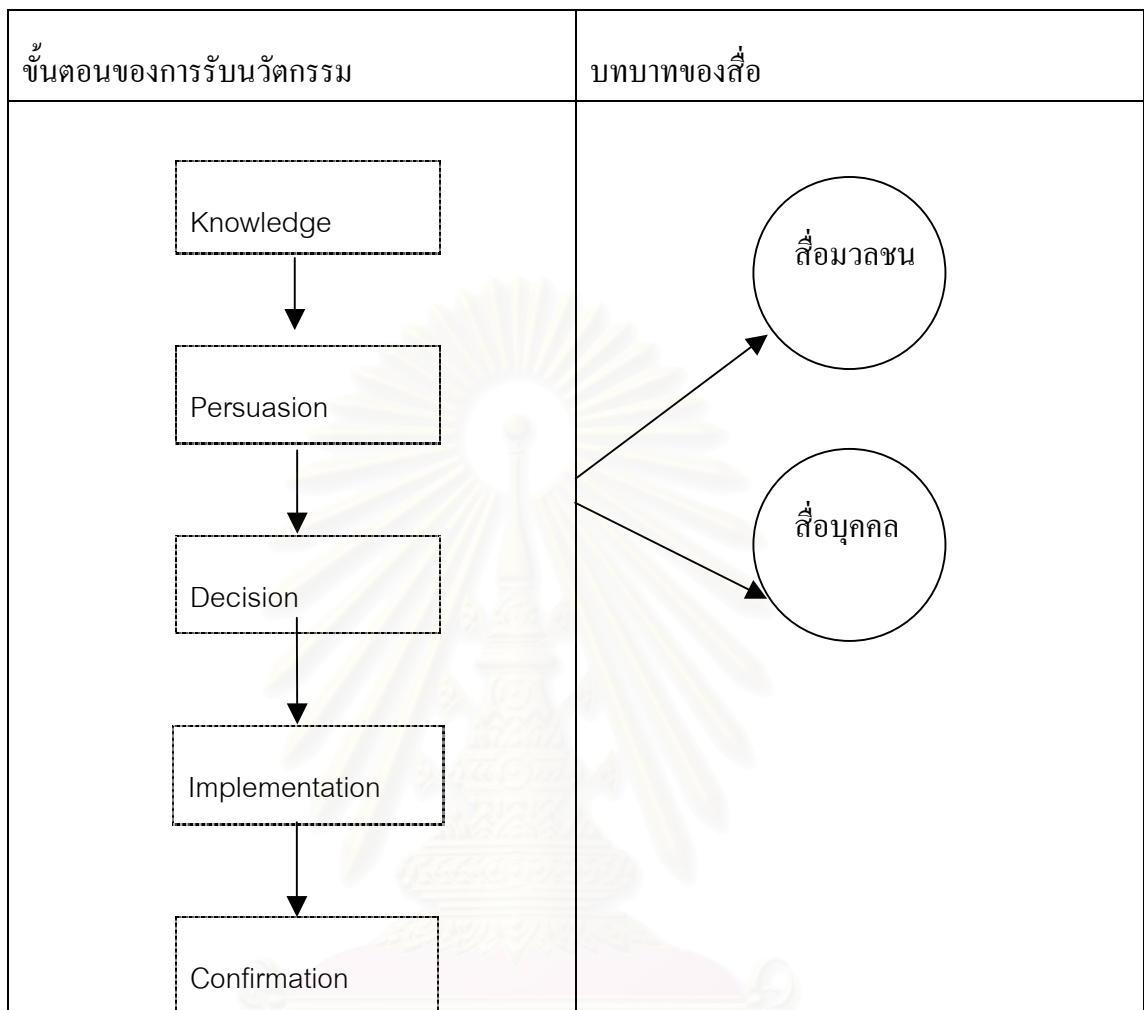 ขั้นตอนของการรับนวัตกรรม
บทบาทของสื่อ
Knowledge
Persuasion
Decision
Implementation
Confirmation
สื่อมวลชน
สื่อบุคคล